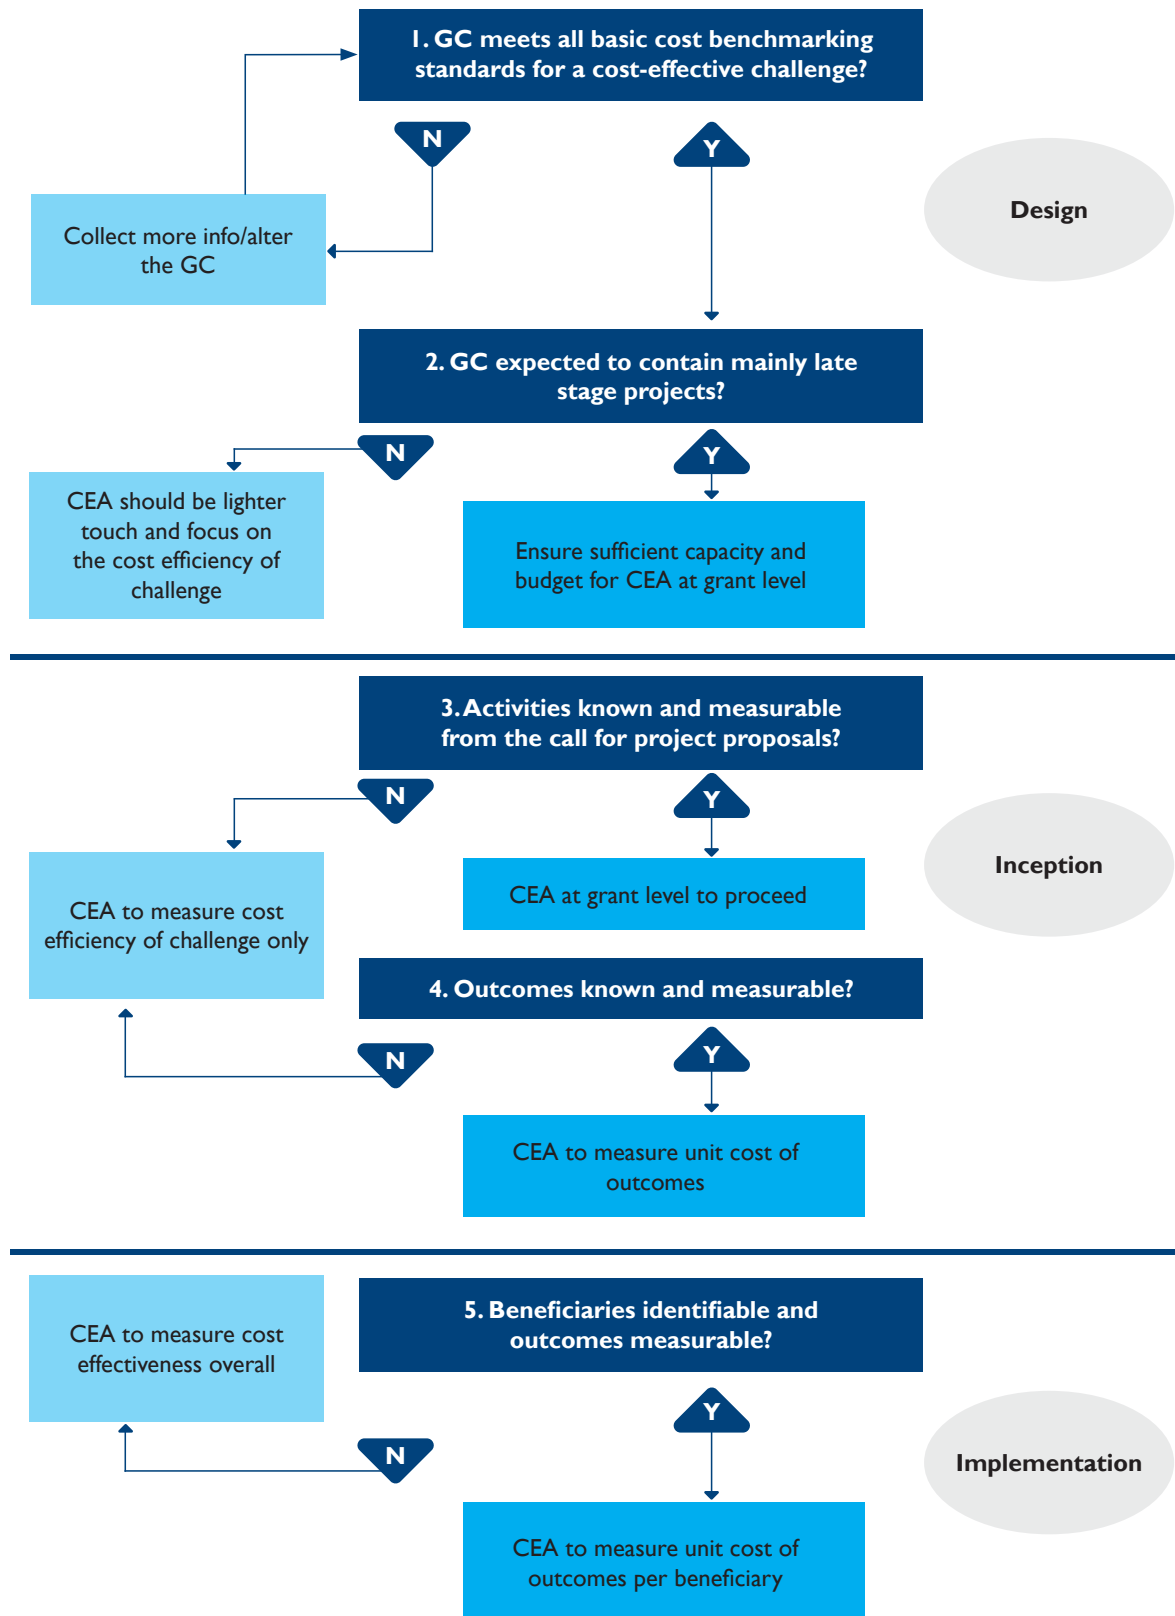 1. GC meets all basic cost benchmarking
standards for a cost-effective challenge?
N
Y
Design
Collect more info/alter
the GC
2. GC expected to contain mainly late
stage projects?
N
Y
CEA should be lighter
touch and focus on
the cost efficiency of
challenge
Ensure sufficient capacity and
budget for CEA at grant level
3. Activities known and measurable
from the call for project proposals?
N
Y
Inception
CEA to measure cost
efficiency of challenge only
CEA at grant level to proceed
4. Outcomes known and measurable?
N
Y
CEA to measure unit cost of
outcomes
CEA to measure cost
effectiveness overall
5. Beneficiaries identifiable and
outcomes measurable?
N
Y
Implementation
CEA to measure unit cost of
outcomes per beneficiary